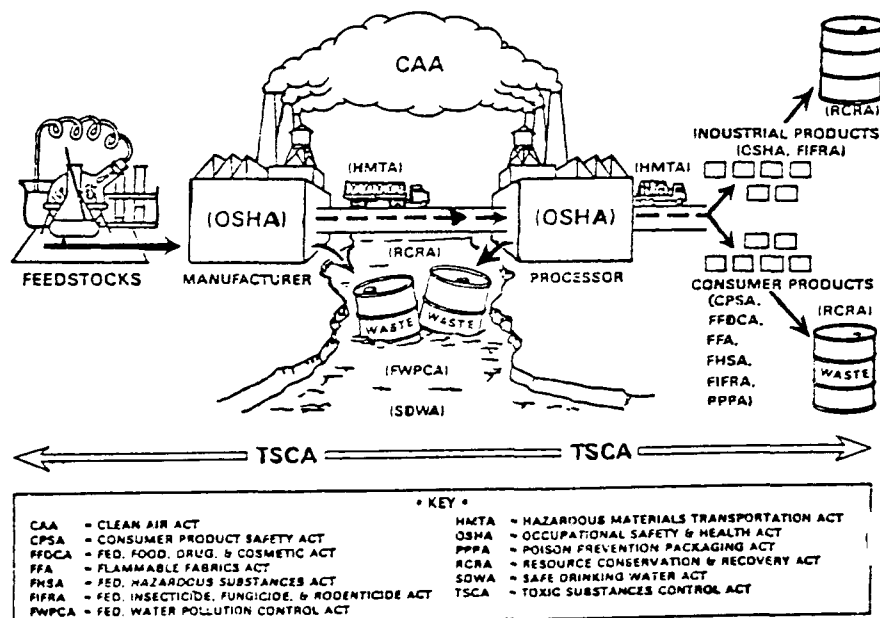 CAA
(RCRA)
INDUSTRIAL PRODUCTS
(OSHA, FIFRA)
(HMTA)
(HMTA)
(OSHA)
(OSHA)
FEEDSTOCKS
MANUFACTURER
(RCRA)
PROCESSOR
WASTE
WASTE
CONSUMER PRODUCTS
(CPSA,
FFDCA,
FFA,
FHSA,
FIFRA,
PPPA)
(RCRA)
WASTE
(FWPCA)
(SDWA)
TSCA
TSCA
• KEY •
CAA = CLEAN AIR ACT
CPSA = CONSUMER PRODUCT SAFETY ACT
FFDCA = FED. FOOD, DRUG, & COSMETIC ACT
FFA = FLAMMABLE FABRICS ACT
FHSA = FED. HAZARDOUS SUBSTANCES ACT
FIFRA = FED. INSECTICIDE, FUNGICIDE, & RODENTICIDE ACT
FWPCA = FED. WATER POLLUTION CONTROL ACT
HMTA = HAZARDOUS MATERIALS TRANSPORTATION ACT
OSHA = OCCUPATIONAL SAFETY & HEALTH ACT
PPPA = POISON PREVENTION PACKAGING ACT
RCRA = RESOURCE CONSERVATION & RECOVERY ACT
SDWA = SAFE DRINKING WATER ACT
TSCA = TOXIC SUBSTANCES CONTROL ACT